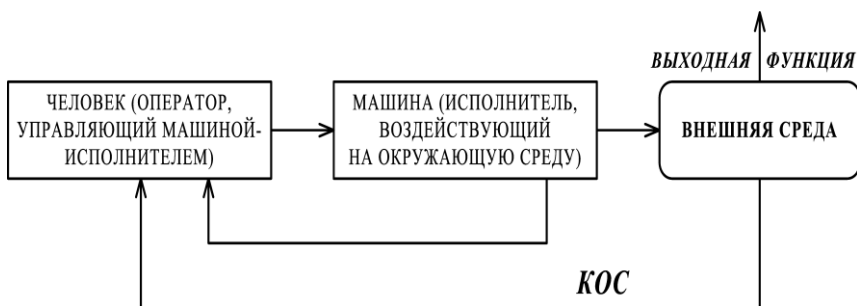 ВЫХОДНАЯ ФУНКЦИЯ
ЧЕЛОВЕК (ОПЕРАТОР,
УПРАВЛЯЮЩИЙ МАШИНОЙ-
ИСПОЛНИТЕЛЕМ)
МАШИНА (ИСПОЛНИТЕЛЬ,
ВОЗДЕЙСТВУЮЩИЙ
НА ОКРУЖАЮЩУЮ СРЕДУ)
ВНЕШНЯЯ СРЕДА
КОС